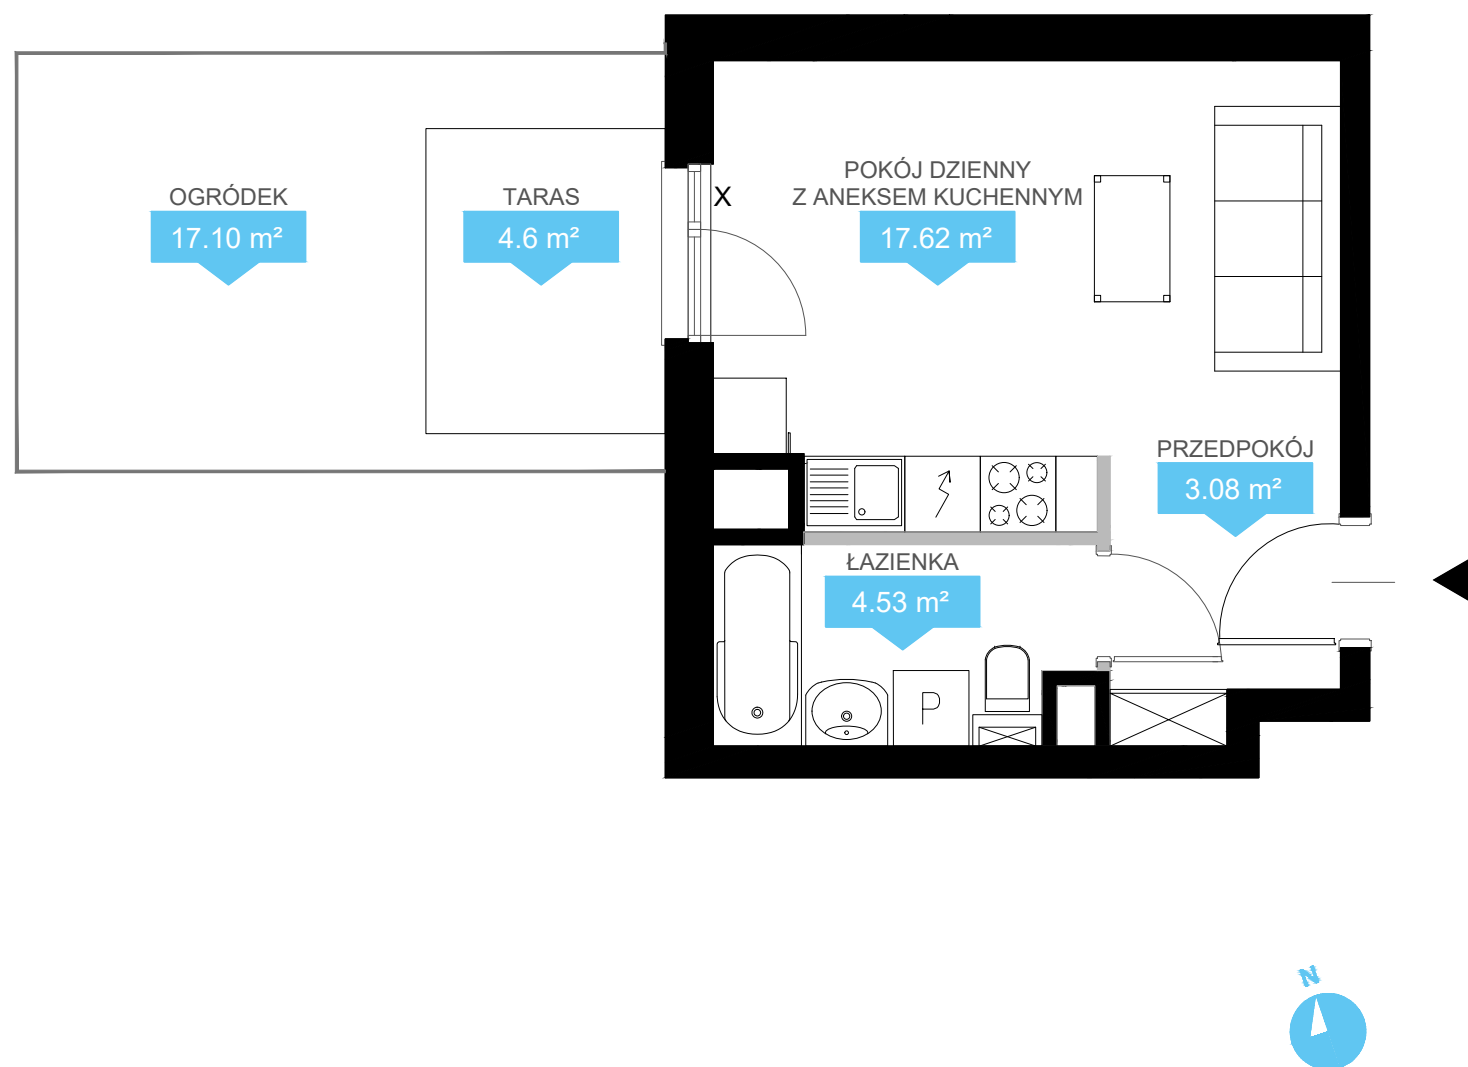 OGRÓDEK
17.10 m²
TARAS
4.6 m²
X
POKÓJ DZIENNY
Z ANEKSEM KUCHENNYM
17.62 m²
PRZEDPOKÓJ
3.08 m²
ŁAZIENKA
4.53 m²
P
N